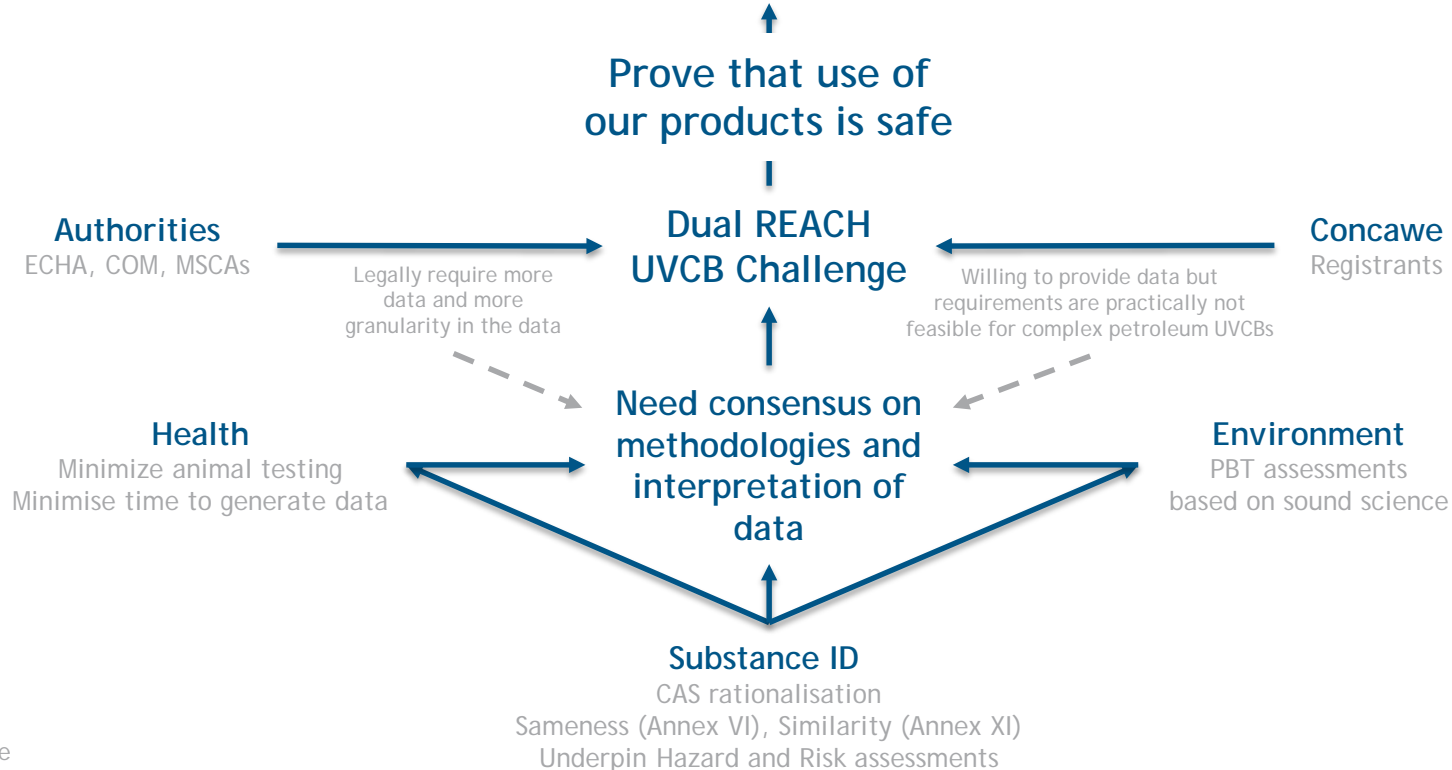 Prove that use of
our products is safe
Authorities
ECHA, COM, MSCAs
Legally require more
data and more
granularity in the data
Dual REACH
UVCB Challenge
Willing to provide data but
requirements are practically not
feasible for complex petroleum UVCBs
Concawe
Registrants
Health
Minimize animal testing
Minimise time to generate data
Need consensus on
methodologies and
interpretation of
data
Environment
PBT assessments
based on sound science
Substance ID
CAS rationalisation
Sameness (Annex VI), Similarity (Annex XI)
Underpin Hazard and Risk assessments